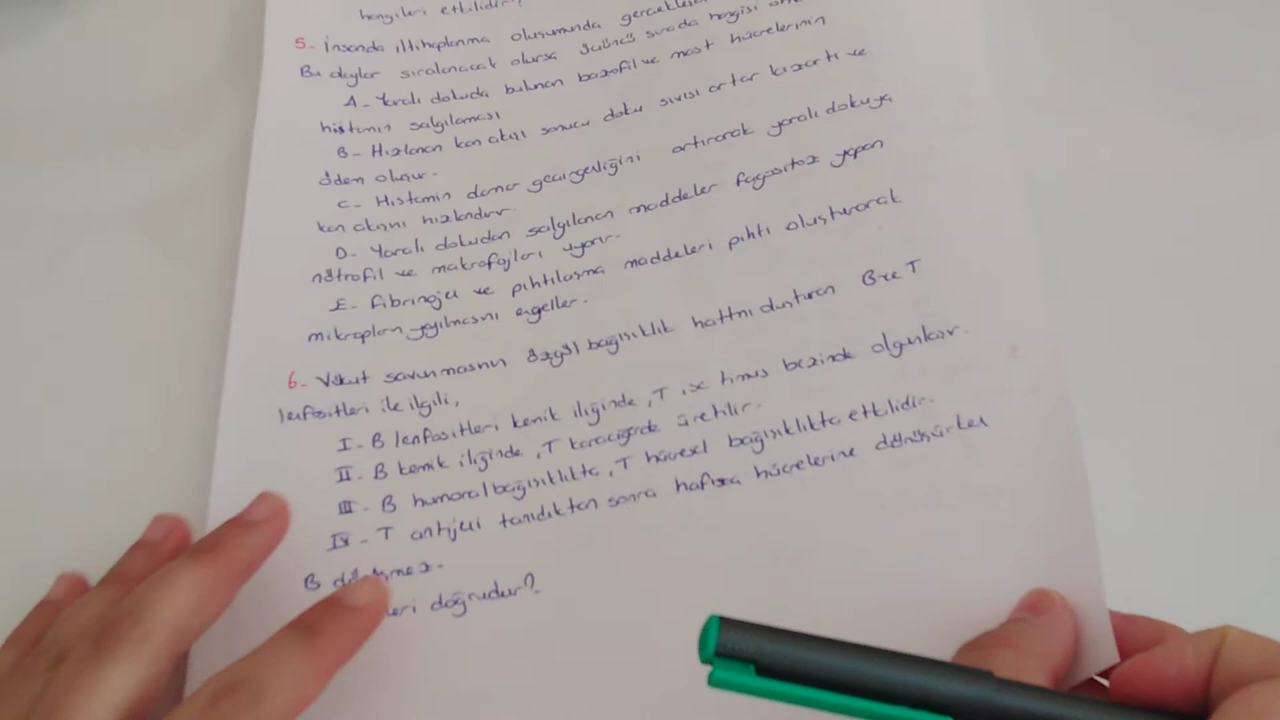 hangileri etkilidir?
5- İnsanda iltihaplanma oluşumunda
Bu olaylar sıralanacak olursa üçüncü sırada hangisi
A- Yaralı dokuda bulunan bazofil ve mast hücrelerinin
histamin salgılaması
B- Hızlanan kan akışı sonucu doku sıvısı artar kızartı ve
ödem oluşur.
C- Histamin damar geçirgenliğini artırarak yaralı dokuya
kan akışını hızlandırır.
D- Yaralı dokudan salgılanan maddeler fagositoz yapan
nötrofil ve makrofajları uyarır.
E- Fibrinojen ve pıhtılaşma maddeleri pıhtı oluşturarak
mikropların yayılmasını engeller.
6- Vücut savunmasının özgül bağışıklık hattını oluşturan B ve T
lenfositleri ile ilgili,
I- B lenfositleri kemik iliğinde, T ise timus bezinde olgunlaşır.
II- B kemik iliğinde, T karaciğerde üretilir.
III- B humoral bağışıklıkta, T hücresel bağışıklıkta etkilidir.
IV- T antijeni tanıdıktan sonra hafıza hücrelerine dönüşürken
B dönüşmez.
leri doğrudur?